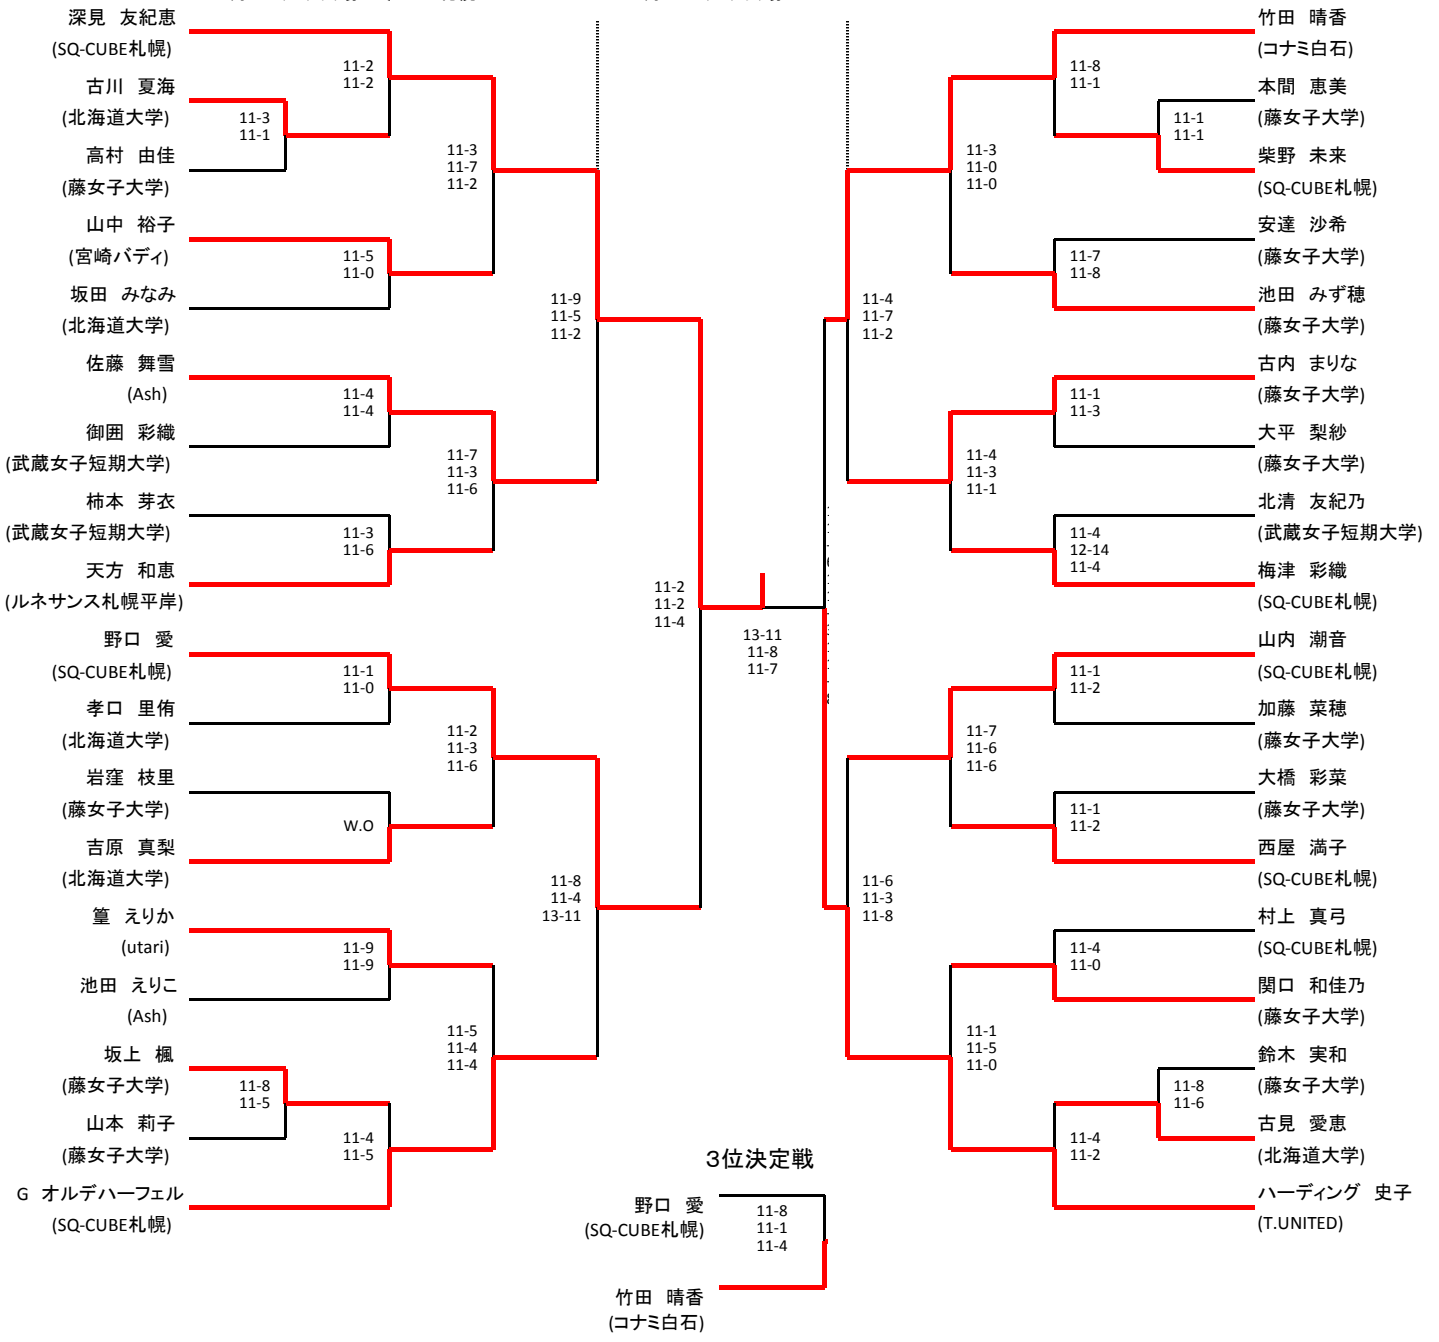 深見 友紀恵
(SQ-CUBE札幌)
古川 夏海
(北海道大学)
高村 由佳
(藤女子大学)
山中 裕子
(宮崎バディ)
坂田 みなみ
(北海道大学)
佐藤 舞雪
(Ash)
御囲 彩織
(武蔵女子短期大学)
柿本 芽衣
(武蔵女子短期大学)
天方 和恵
(ルネサンス札幌平岸)
野口 愛
(SQ-CUBE札幌)
孝口 里侑
(北海道大学)
岩窪 枝里
(藤女子大学)
吉原 真梨
(北海道大学)
篁 えりか
(utari)
池田 えりこ
(Ash)
坂上 楓
(藤女子大学)
山本 莉子
(藤女子大学)
G オルデハーフェル
(SQ-CUBE札幌)
11-3
11-1
11-8
11-5
11-2
11-2
11-5
11-0
11-4
11-4
11-3
11-6
11-1
11-0
W.O
11-9
11-9
11-4
11-5
11-3
11-7
11-2
11-7
11-3
11-6
11-2
11-3
11-6
11-5
11-4
11-4
11-9
11-5
11-2
11-8
11-4
13-11
11-2
11-2
11-4
13-11
11-8
11-7
11-4
11-7
11-2
11-6
11-3
11-8
11-3
11-0
11-0
11-4
11-3
11-1
11-7
11-6
11-6
11-1
11-5
11-0
11-8
11-1
11-7
11-8
11-1
11-3
11-4
12-14
11-4
11-1
11-2
11-1
11-2
11-4
11-0
11-4
11-2
11-1
11-1
11-8
11-6
竹田 晴香
(コナミ白石)
本間 恵美
(藤女子大学)
柴野 未来
(SQ-CUBE札幌)
安達 沙希
(藤女子大学)
池田 みず穂
(藤女子大学)
古内 まりな
(藤女子大学)
大平 梨紗
(藤女子大学)
北清 友紀乃
(武蔵女子短期大学)
梅津 彩織
(SQ-CUBE札幌)
山内 潮音
(SQ-CUBE札幌)
加藤 菜穂
(藤女子大学)
大橋 彩菜
(藤女子大学)
西屋 満子
(SQ-CUBE札幌)
村上 真弓
(SQ-CUBE札幌)
関口 和佳乃
(藤女子大学)
鈴木 実和
(藤女子大学)
古見 愛恵
(北海道大学)
ハーディング 史子
(T.UNITED)
3位決定戦
野口 愛
(SQ-CUBE札幌)
11-8
11-1
11-4
竹田 晴香
(コナミ白石)